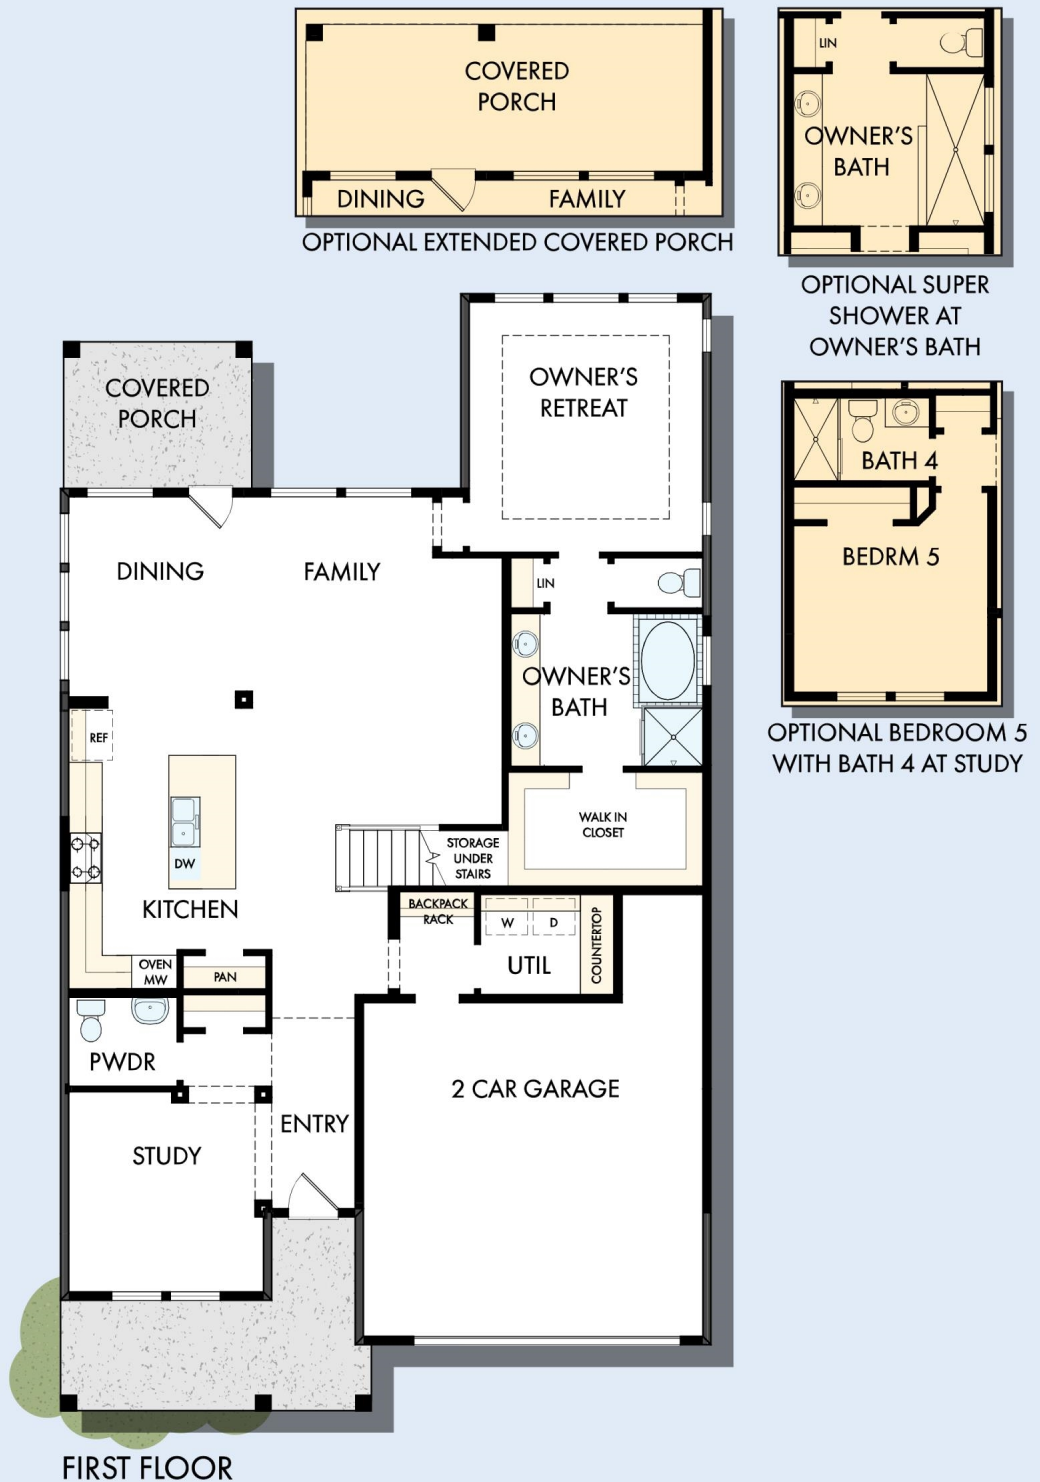 COVERED
PORCH
DINING
FAMILY
OPTIONAL EXTENDED COVERED PORCH
LIN
OWNER'S
BATH
OPTIONAL SUPER
SHOWER AT
OWNER'S BATH
BATH 4
BEDRM 5
OPTIONAL BEDROOM 5
WITH BATH 4 AT STUDY
COVERED
PORCH
OWNER'S
RETREAT
DINING
FAMILY
LIN
OWNER'S
BATH
REF
WALK IN
CLOSET
STORAGE
UNDER
STAIRS
DW
KITCHEN
BACKPACK
RACK
W
D
COUNTERTOP
UTIL
OVEN
MW
PAN
PWDR
2 CAR GARAGE
ENTRY
STUDY
FIRST FLOOR